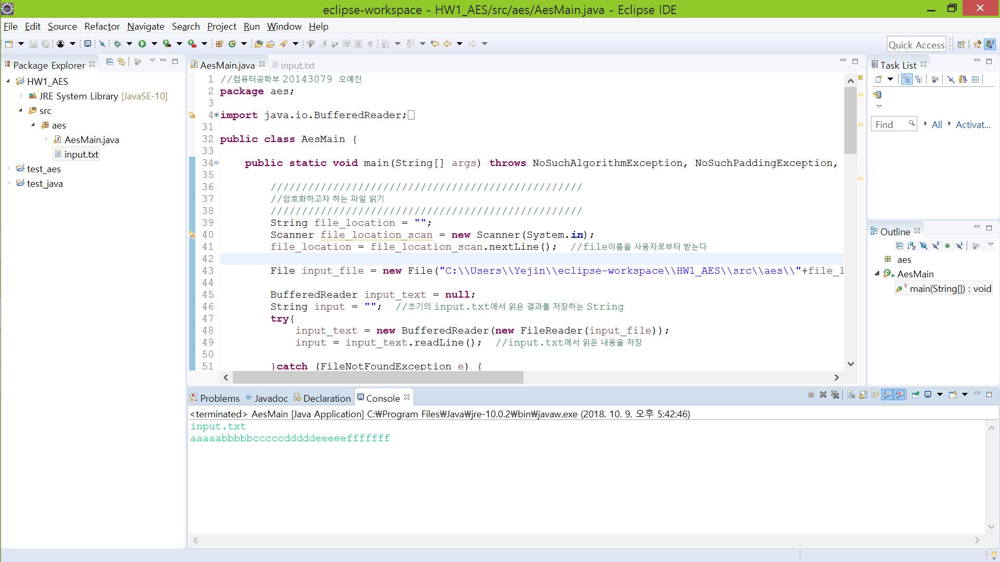 eclipse-workspace - HW1_AES/src/aes/AesMain.java - Eclipse IDE
File Edit Source Refactor Navigate Search Project Run Window Help
Quick Access
Package Explorer
HW1_AES
JRE System Library [JavaSE-10]
src
aes
AesMain.java
input.txt
test_aes
test_java
AesMain.java input.txt
1 //컴퓨터공학부 20143079 오예진
2 package aes;
3
4 import java.io.BufferedReader;
31
32 public class AesMain {
33
34 public static void main(String[] args) throws NoSuchAlgorithmException, NoSuchPaddingException,
35
36 //////////////////////////////////////////////////
37 //암호화하고자 하는 파일 읽기
38 //////////////////////////////////////////////////
39 String file_location = "";
40 Scanner file_location_scan = new Scanner(System.in);
41 file_location = file_location_scan.nextLine(); //file이름을 사용자로부터 받는다
42
43 File input_file = new File("C:\\Users\\Yejin\\eclipse-workspace\\HW1_AES\\src\\aes\\"+file_l
44
45 BufferedReader input_text = null;
46 String input = ""; //초기의 input.txt에서 읽은 결과를 저장하는 String
47 try{
48 input_text = new BufferedReader(new FileReader(input_file));
49 input = input_text.readLine(); //input.txt에서 읽은 내용을 저장
50
51 }catch (FileNotFoundException e) {
Task List
Find All Activat...
Outline
aes
AesMain
main(String[]) : void
Problems Javadoc Declaration Console
<terminated> AesMain [Java Application] C:₩Program Files₩Java₩jre-10.0.2₩bin₩javaw.exe (2018. 10. 9. 오후 5:42:46)
input.txt
aaaaabbbbbcccccdddddeeeeefffffff